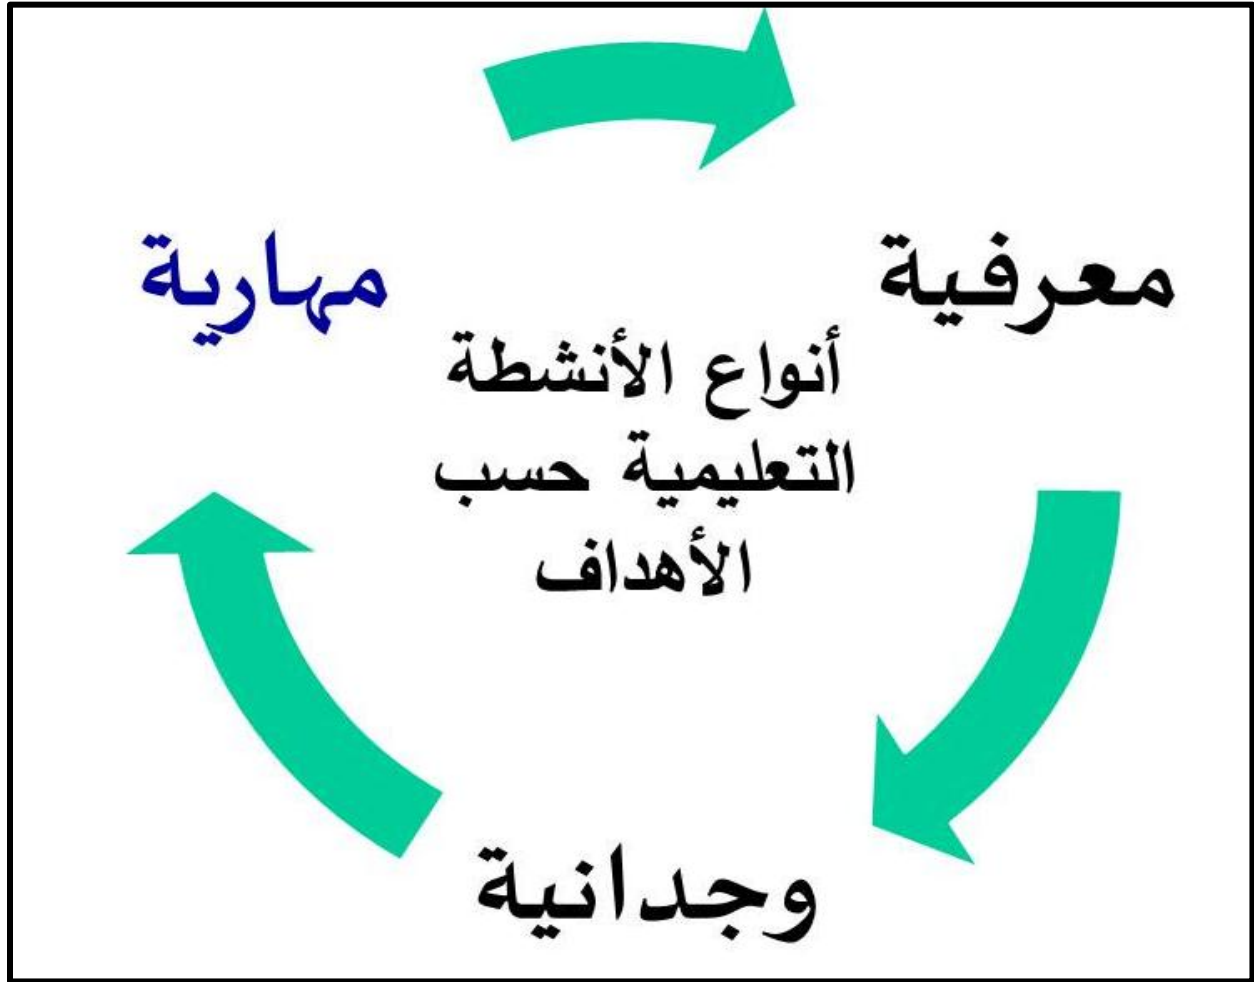 معرفية
مهارية
أنواع الأنشطة
التعليمية حسب
الأهداف
وجدانية